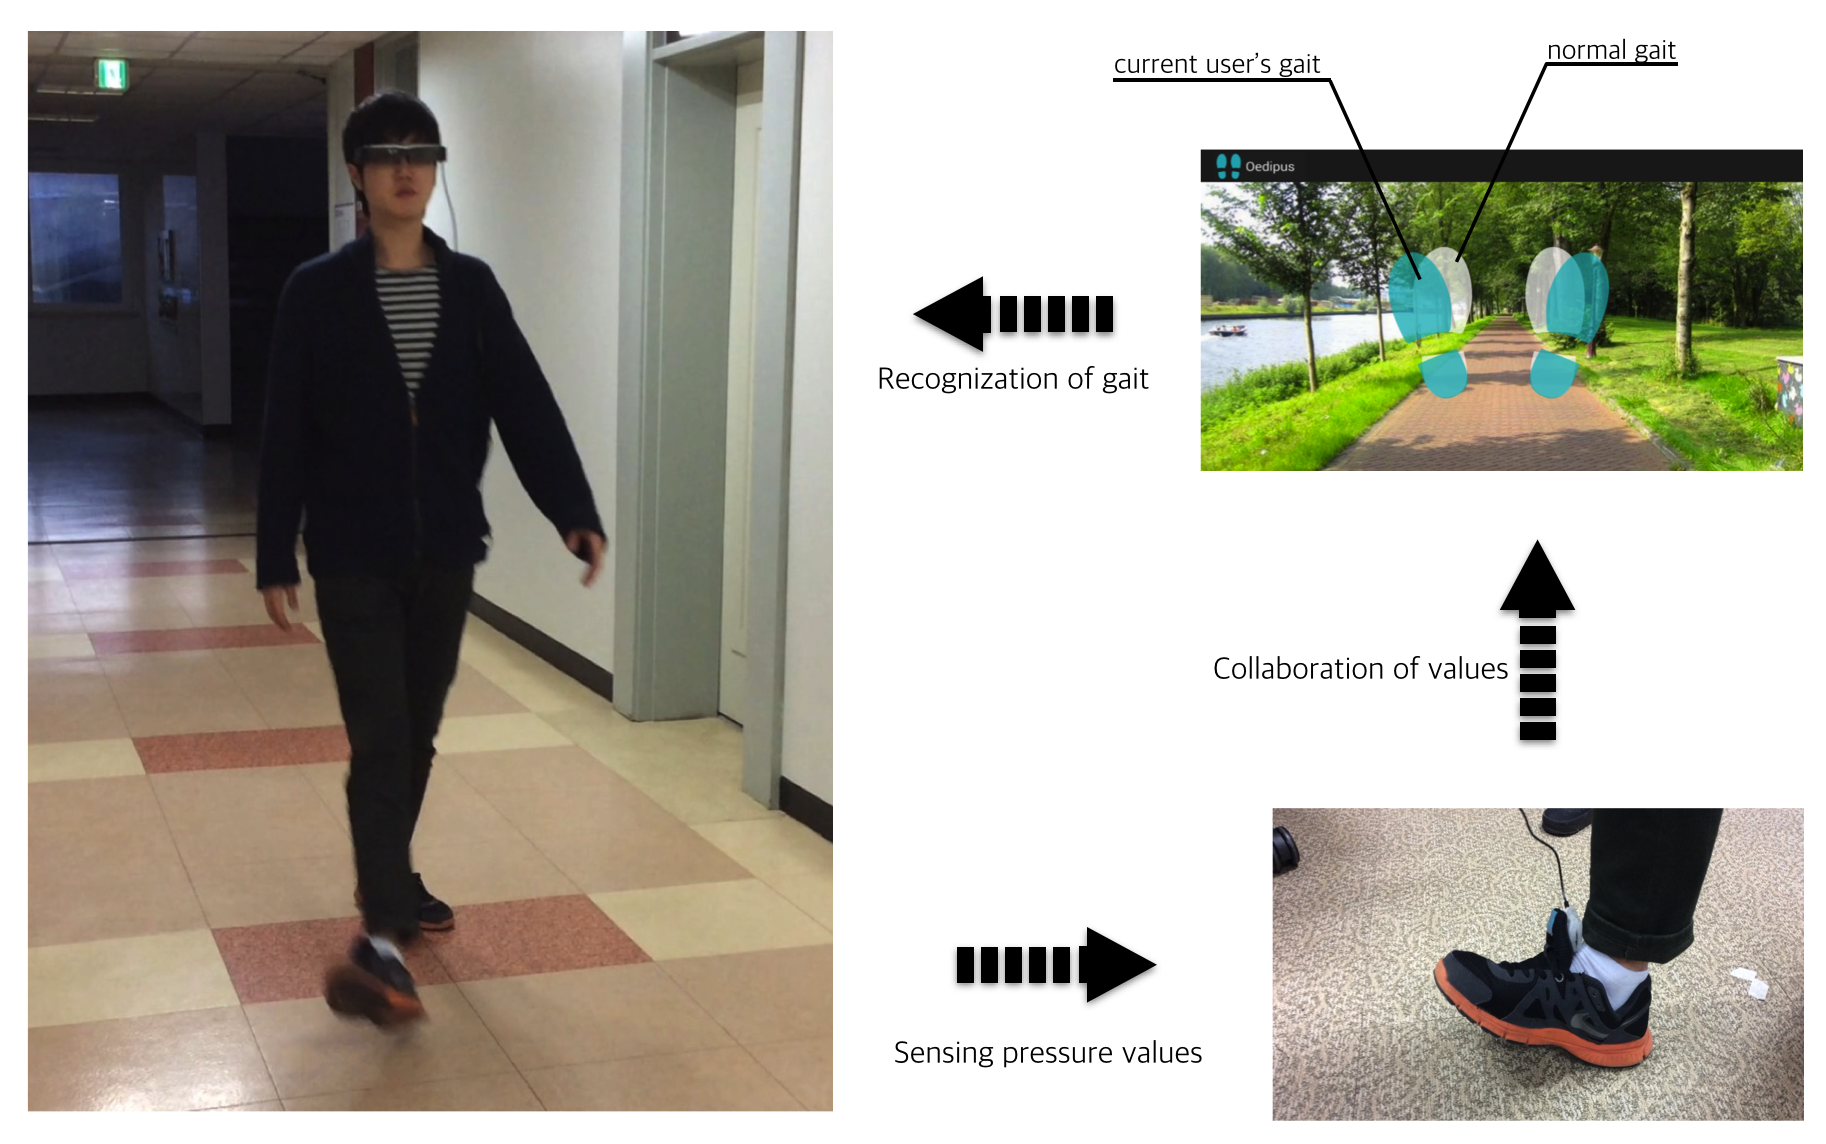 current user's gait
normal gait
Oedipus
Recognization of gait
Collaboration of values
Sensing pressure values